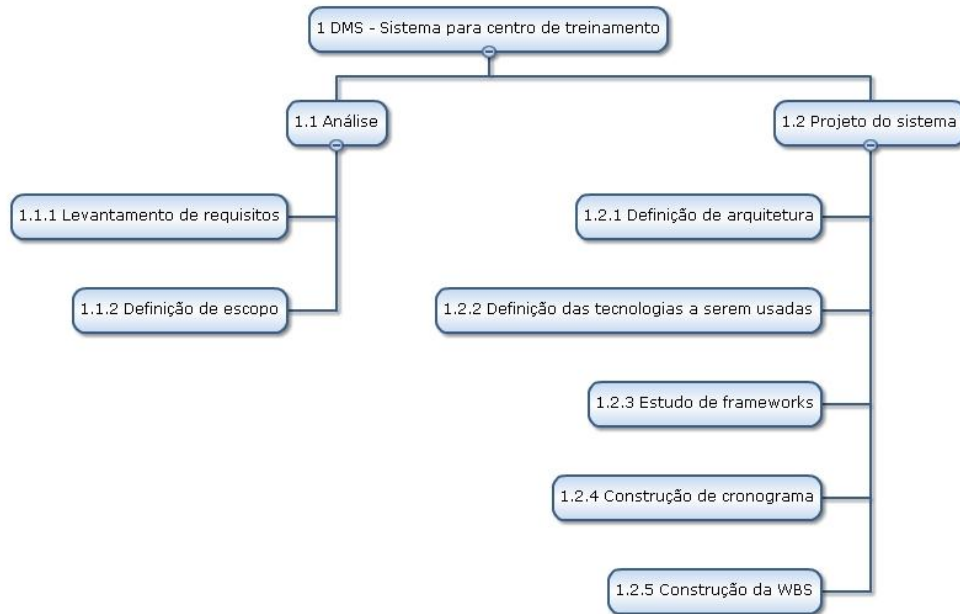 1 DMS - Sistema para centro de treinamento
1.1 Análise
1.2 Projeto do sistema
1.1.1 Levantamento de requisitos
1.2.1 Definição de arquitetura
1.1.2 Definição de escopo
1.2.2 Definição das tecnologias a serem usadas
1.2.3 Estudo de frameworks
1.2.4 Construção de cronograma
1.2.5 Construção da WBS